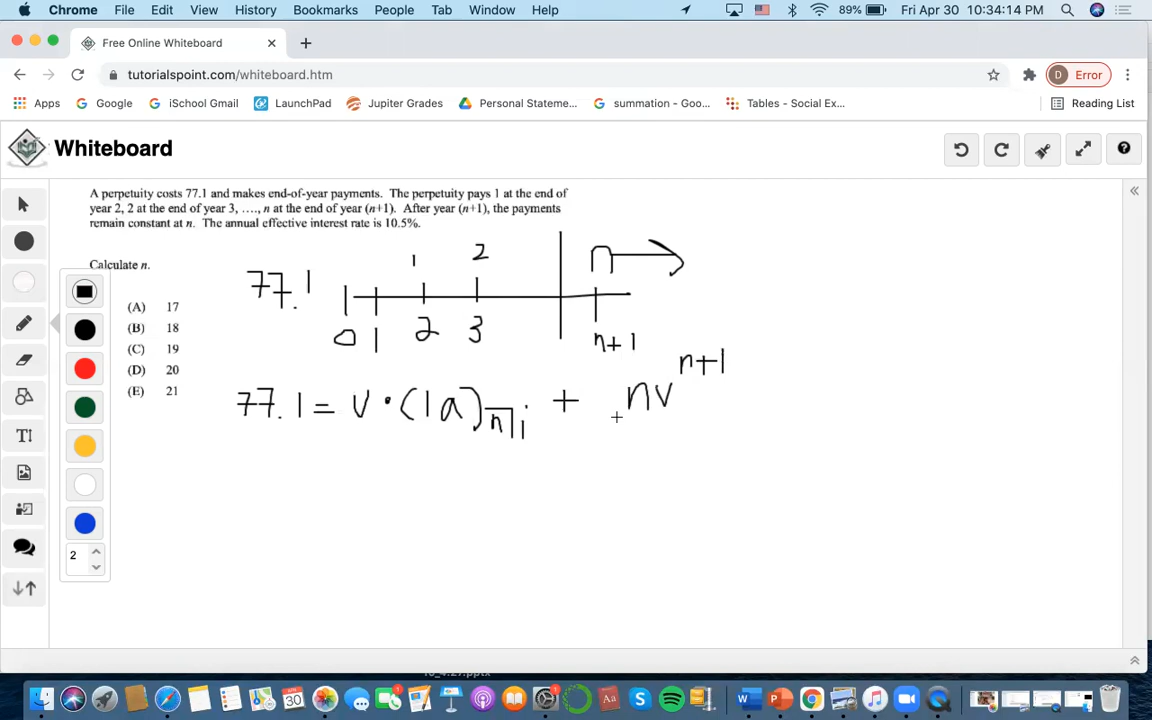 Chrome File Edit View History Bookmarks People Tab Window Help 89% Fri Apr 30 10:34:14 PM
Free Online Whiteboard
tutorialspoint.com/whiteboard.htm D Error
Apps Google iSchool Gmail LaunchPad Jupiter Grades Personal Stateme... summation - Goo... Tables - Social Ex... Reading List
Whiteboard
A perpetuity costs 77.1 and makes end-of-year payments. The perpetuity pays 1 at the end of
year 2, 2 at the end of year 3, …., n at the end of year (n+1). After year (n+1), the payments
remain constant at n. The annual effective interest rate is 10.5%.
Calculate n.
(A) 17
(B) 18
(C) 19
(D) 20
(E) 21
1 2 n
77.1
0 1 2 3 n+1
77.1 = v · (Ia)n i + nv n+1
T
2